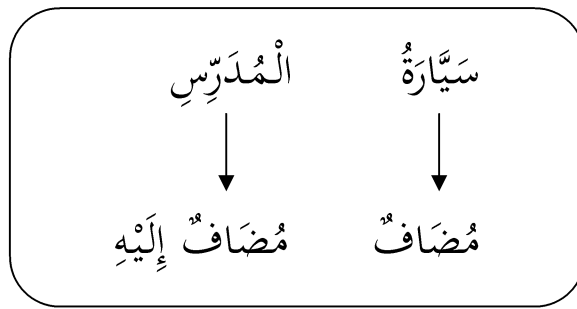 سَيَّارَةُ الْمُدَرِّسِ
مُضَافٌ مُضَافٌ إِلَيْهِ